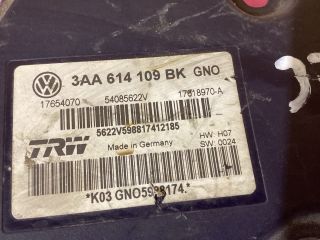 3AA 614 109 BK GNO
17654070 54085622V 17618970-A
5622V598817412185
TRW
Made in Germany
HW: H07
SW: 0024
*K03 GNO5988174.*